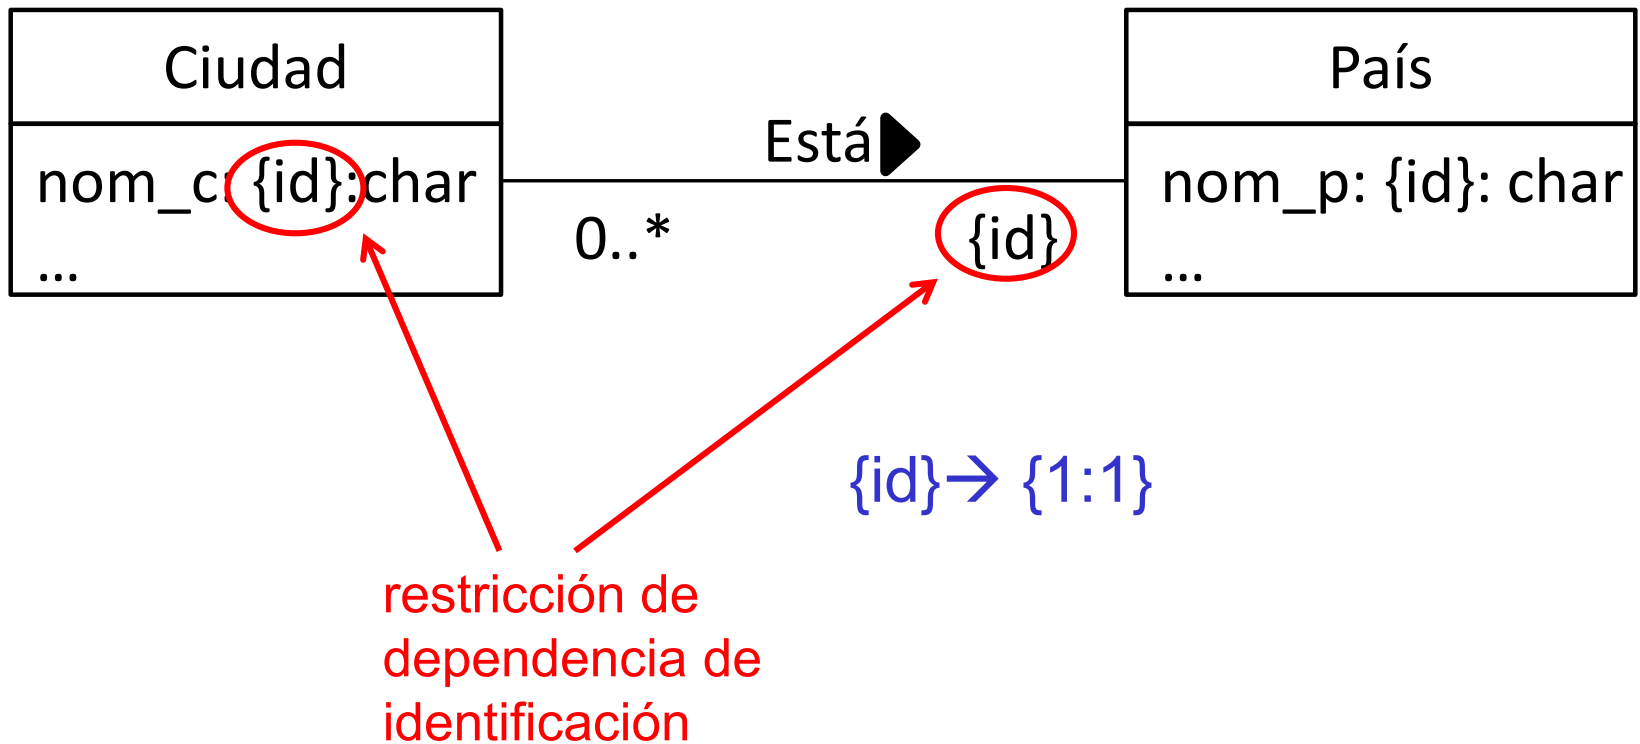 Ciudad
nom_c: {id}:char
...
Está
0..*
{id}
País
nom_p: {id}: char
...
{id}→ {1:1}
restricción de
dependencia de
identificación